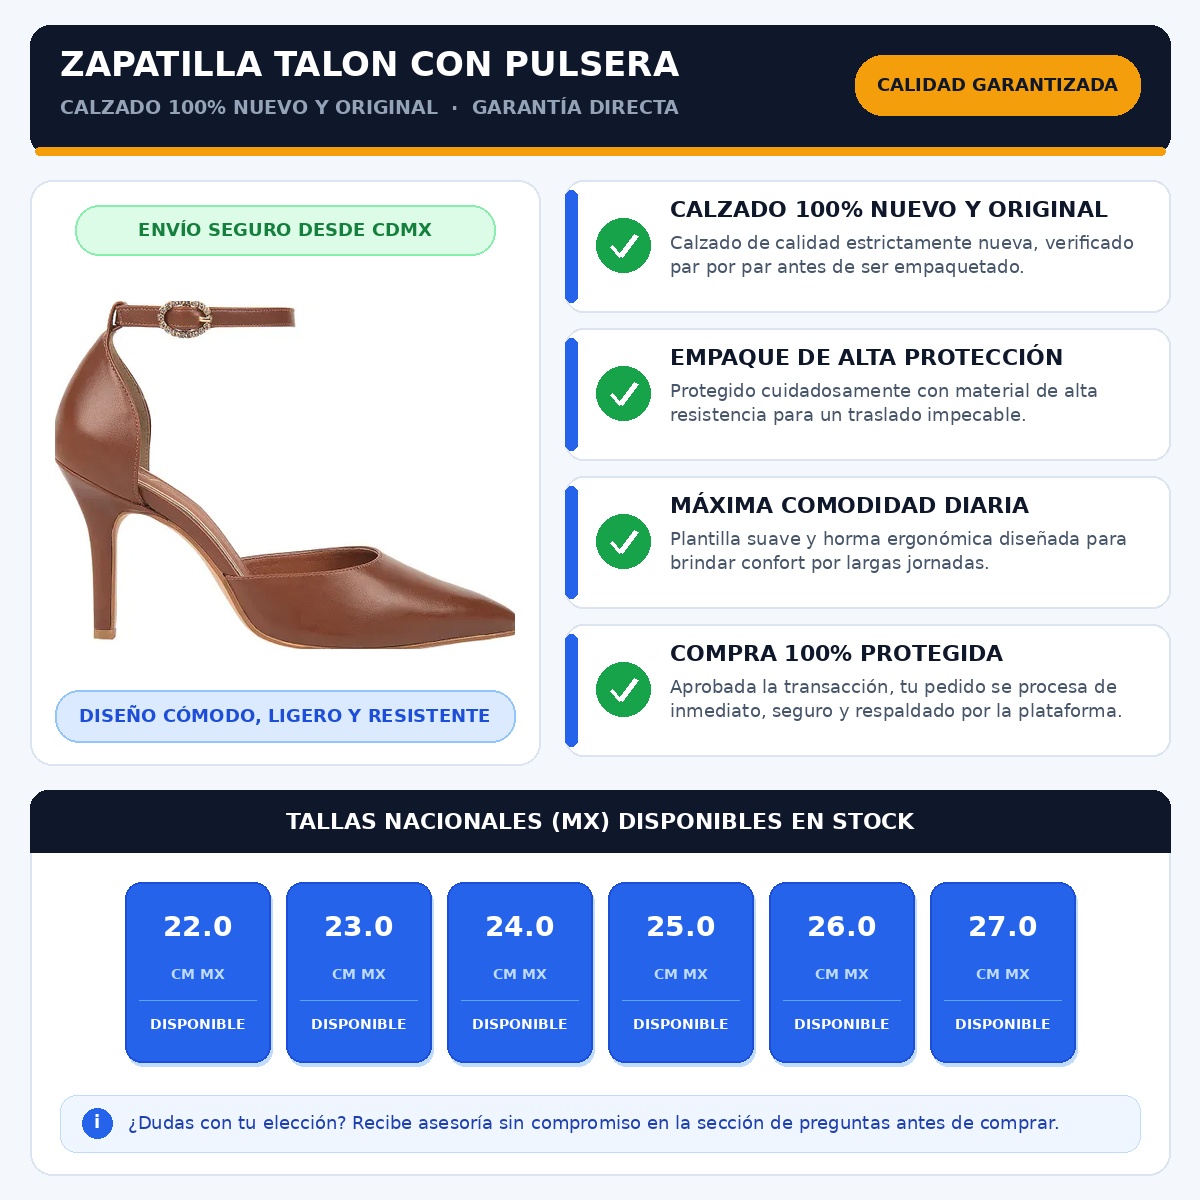 ZAPATILLA TALON CON PULSERA
CALZADO 100% NUEVO Y ORIGINAL · GARANTÍA DIRECTA
CALIDAD GARANTIZADA
ENVÍO SEGURO DESDE CDMX
DISEÑO CÓMODO, LIGERO Y RESISTENTE
CALZADO 100% NUEVO Y ORIGINAL
Calzado de calidad estrictamente nueva, verificado
par por par antes de ser empaquetado.
EMPAQUE DE ALTA PROTECCIÓN
Protegido cuidadosamente con material de alta
resistencia para un traslado impecable.
MÁXIMA COMODIDAD DIARIA
Plantilla suave y horma ergonómica diseñada para
brindar confort por largas jornadas.
COMPRA 100% PROTEGIDA
Aprobada la transacción, tu pedido se procesa de
inmediato, seguro y respaldado por la plataforma.
TALLAS NACIONALES (MX) DISPONIBLES EN STOCK
22.0
CM MX
DISPONIBLE
23.0
CM MX
DISPONIBLE
24.0
CM MX
DISPONIBLE
25.0
CM MX
DISPONIBLE
26.0
CM MX
DISPONIBLE
27.0
CM MX
DISPONIBLE
i ¿Dudas con tu elección? Recibe asesoría sin compromiso en la sección de preguntas antes de comprar.